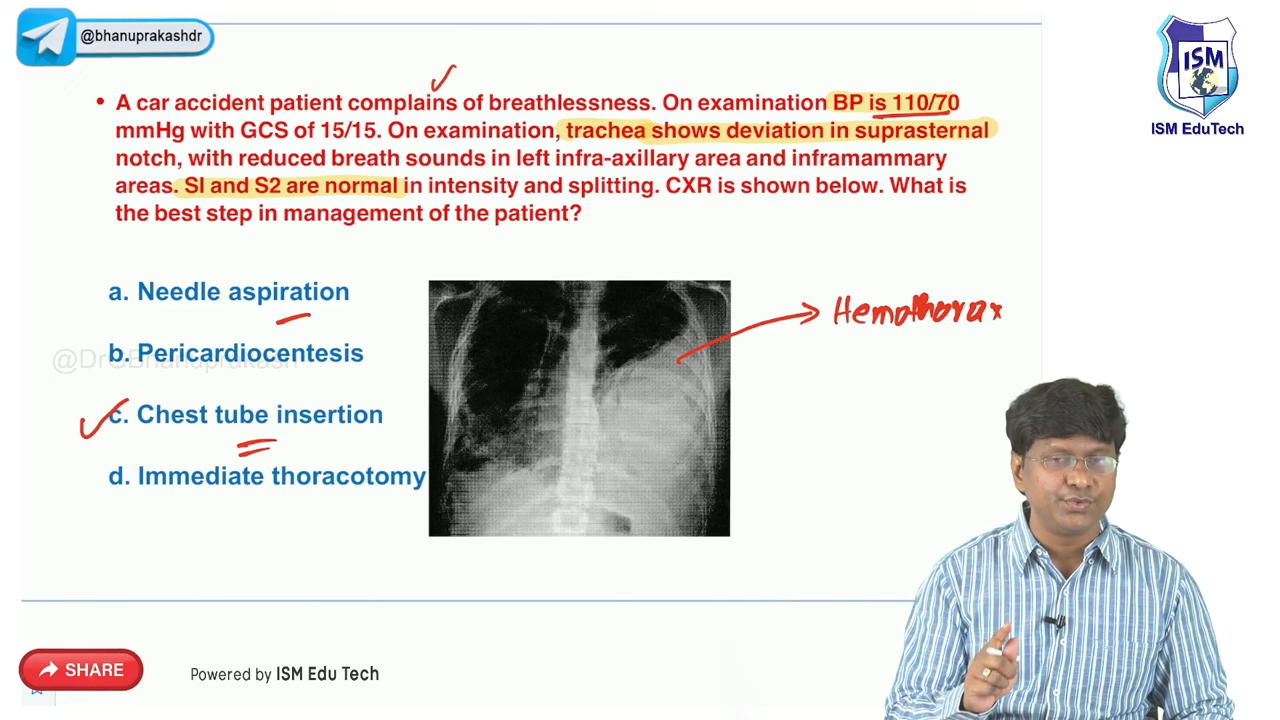 @bhanuprakashdr
ISM
ISM EduTech
• A car accident patient complains of breathlessness. On examination BP is 110/70
mmHg with GCS of 15/15. On examination, trachea shows deviation in suprasternal
notch, with reduced breath sounds in left infra-axillary area and inframammary
areas. SI and S2 are normal in intensity and splitting. CXR is shown below. What is
the best step in management of the patient?
a. Needle aspiration
Hemothorax
b. Pericardiocentesis
@DrGBhanuprakash
c. Chest tube insertion
d. Immediate thoracotomy
SHARE
Powered by ISM Edu Tech